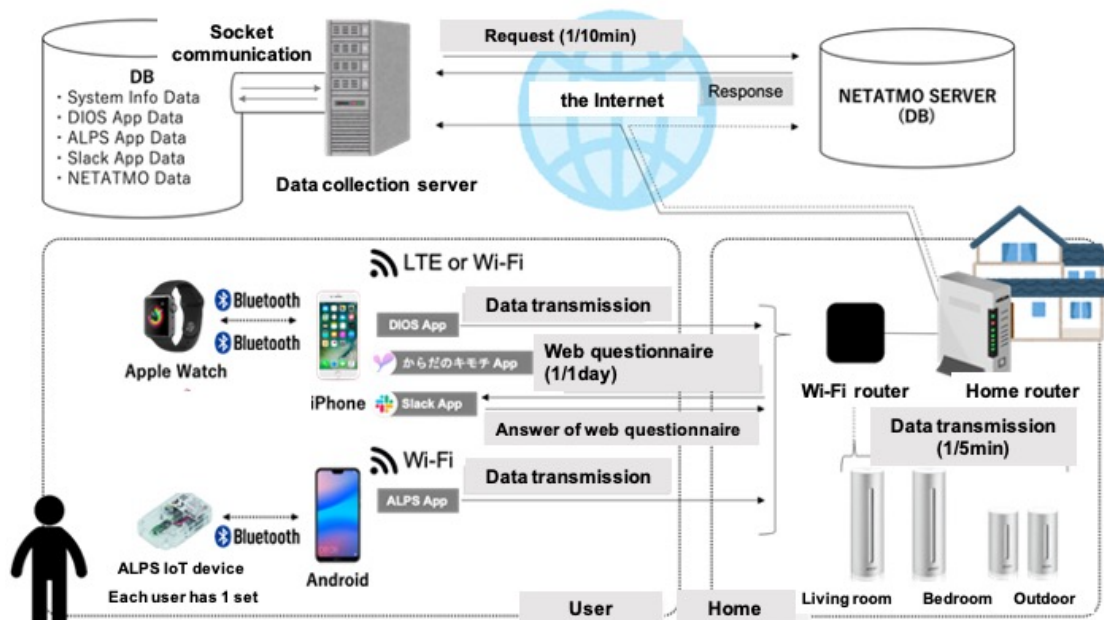 Socket
communication
DB
・System Info Data
・DIOS App Data
・ALPS App Data
・Slack App Data
・NETATMO Data
Data collection server
Request (1/10min)
the Internet
Response
NETATMO SERVER
(DB)
LTE or Wi-Fi
Bluetooth
Bluetooth
Apple Watch
iPhone
DIOS App
Data transmission
からだのキモチ App
Web questionnaire
(1/1day)
Slack App
Answer of web questionnaire
Wi-Fi
Data transmission
ALPS App
Bluetooth
ALPS IoT device
Each user has 1 set
Android
User
Home
Wi-Fi router
Home router
Data transmission
(1/5min)
Living room
Bedroom
Outdoor